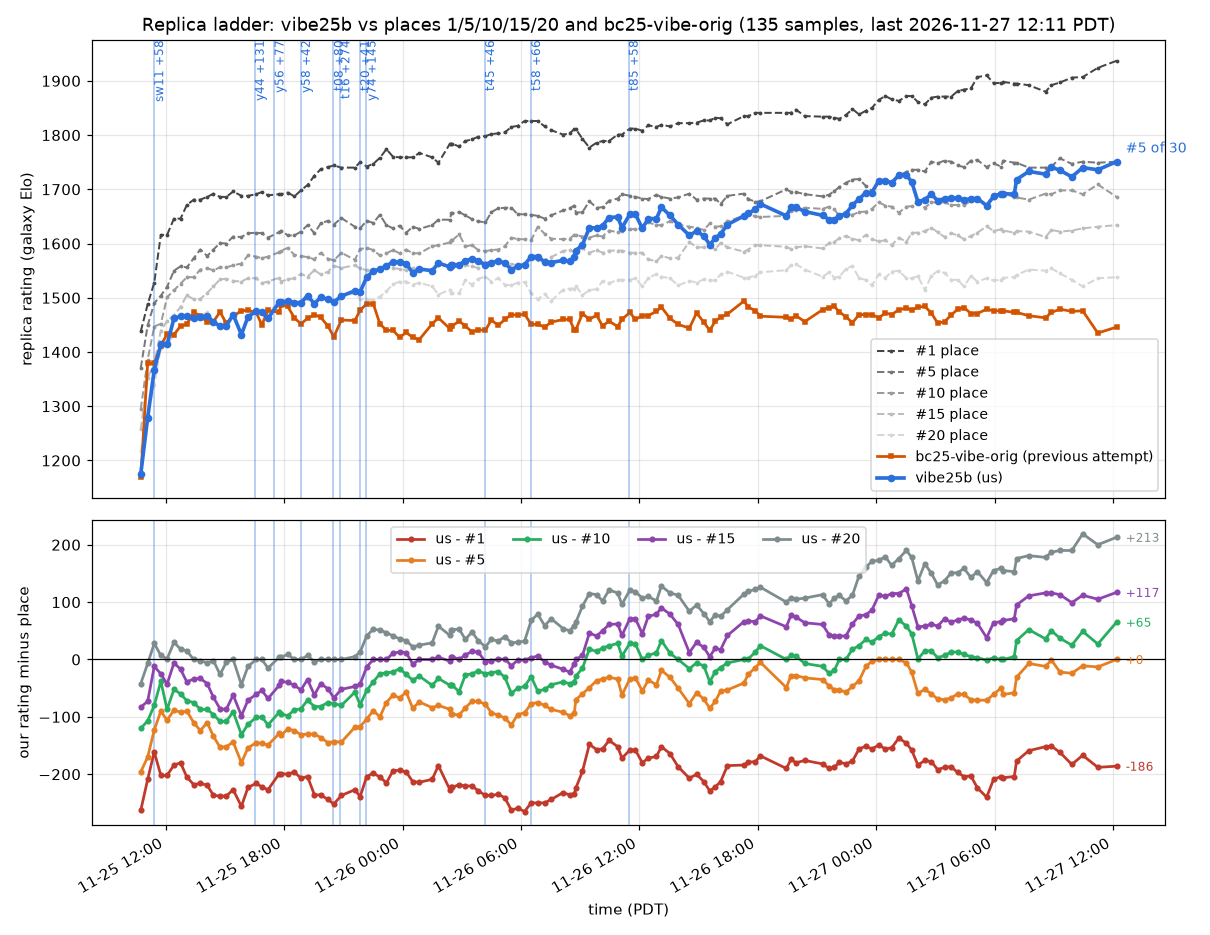 Replica ladder: vibe25b vs places 1/5/10/15/20 and bc25-vibe-orig (135 samples, last 2026-11-27 12:11 PDT)
replica rating (galaxy Elo)
1900
1800
1700
1600
1500
1400
1300
1200
sw11 +58
y44 +131
y56 +77
y58 +42
t16 +274
y74 +145
t45 +46
t58 +66
t85 +58
#5 of 30
#1 place
#5 place
#10 place
#15 place
#20 place
bc25-vibe-orig (previous attempt)
vibe25b (us)
our rating minus place
200
100
0
−100
−200
us - #1
us - #5
us - #10
us - #15
us - #20
+213
+117
+65
+0
-186
11-25 12:00
11-25 18:00
11-26 00:00
11-26 06:00
11-26 12:00
11-26 18:00
11-27 00:00
11-27 06:00
11-27 12:00
time (PDT)